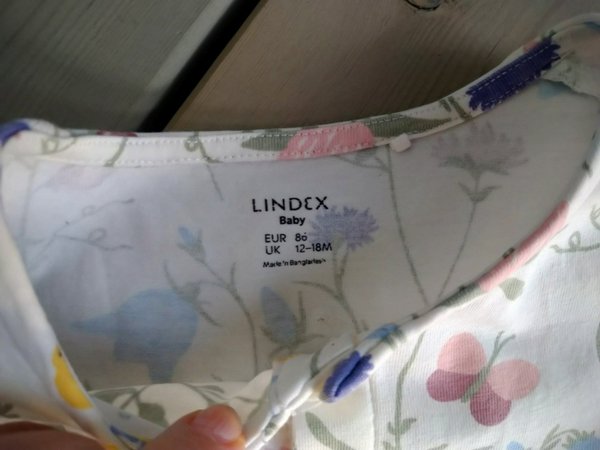 LINDEX
Baby
EUR 86
UK 12-18M
Made in Bangladesh